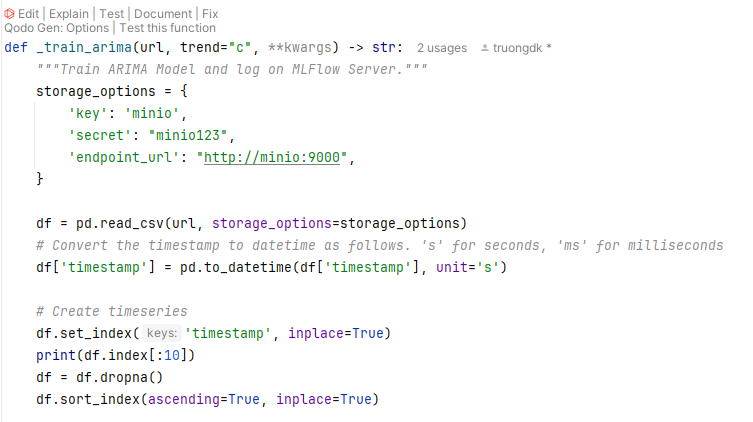 Edit | Explain | Test | Document | Fix
Qodo Gen: Options | Test this function
def _train_arima(url, trend="c", **kwargs) -> str: 2 usages truongdk *
    """Train ARIMA Model and log on MLFlow Server."""
    storage_options = {
        'key': 'minio',
        'secret': "minio123",
        'endpoint_url': "http://minio:9000",
    }

    df = pd.read_csv(url, storage_options=storage_options)
    # Convert the timestamp to datetime as follows. 's' for seconds, 'ms' for milliseconds
    df['timestamp'] = pd.to_datetime(df['timestamp'], unit='s')

    # Create timeseries
    df.set_index( keys: 'timestamp', inplace=True)
    print(df.index[:10])
    df = df.dropna()
    df.sort_index(ascending=True, inplace=True)